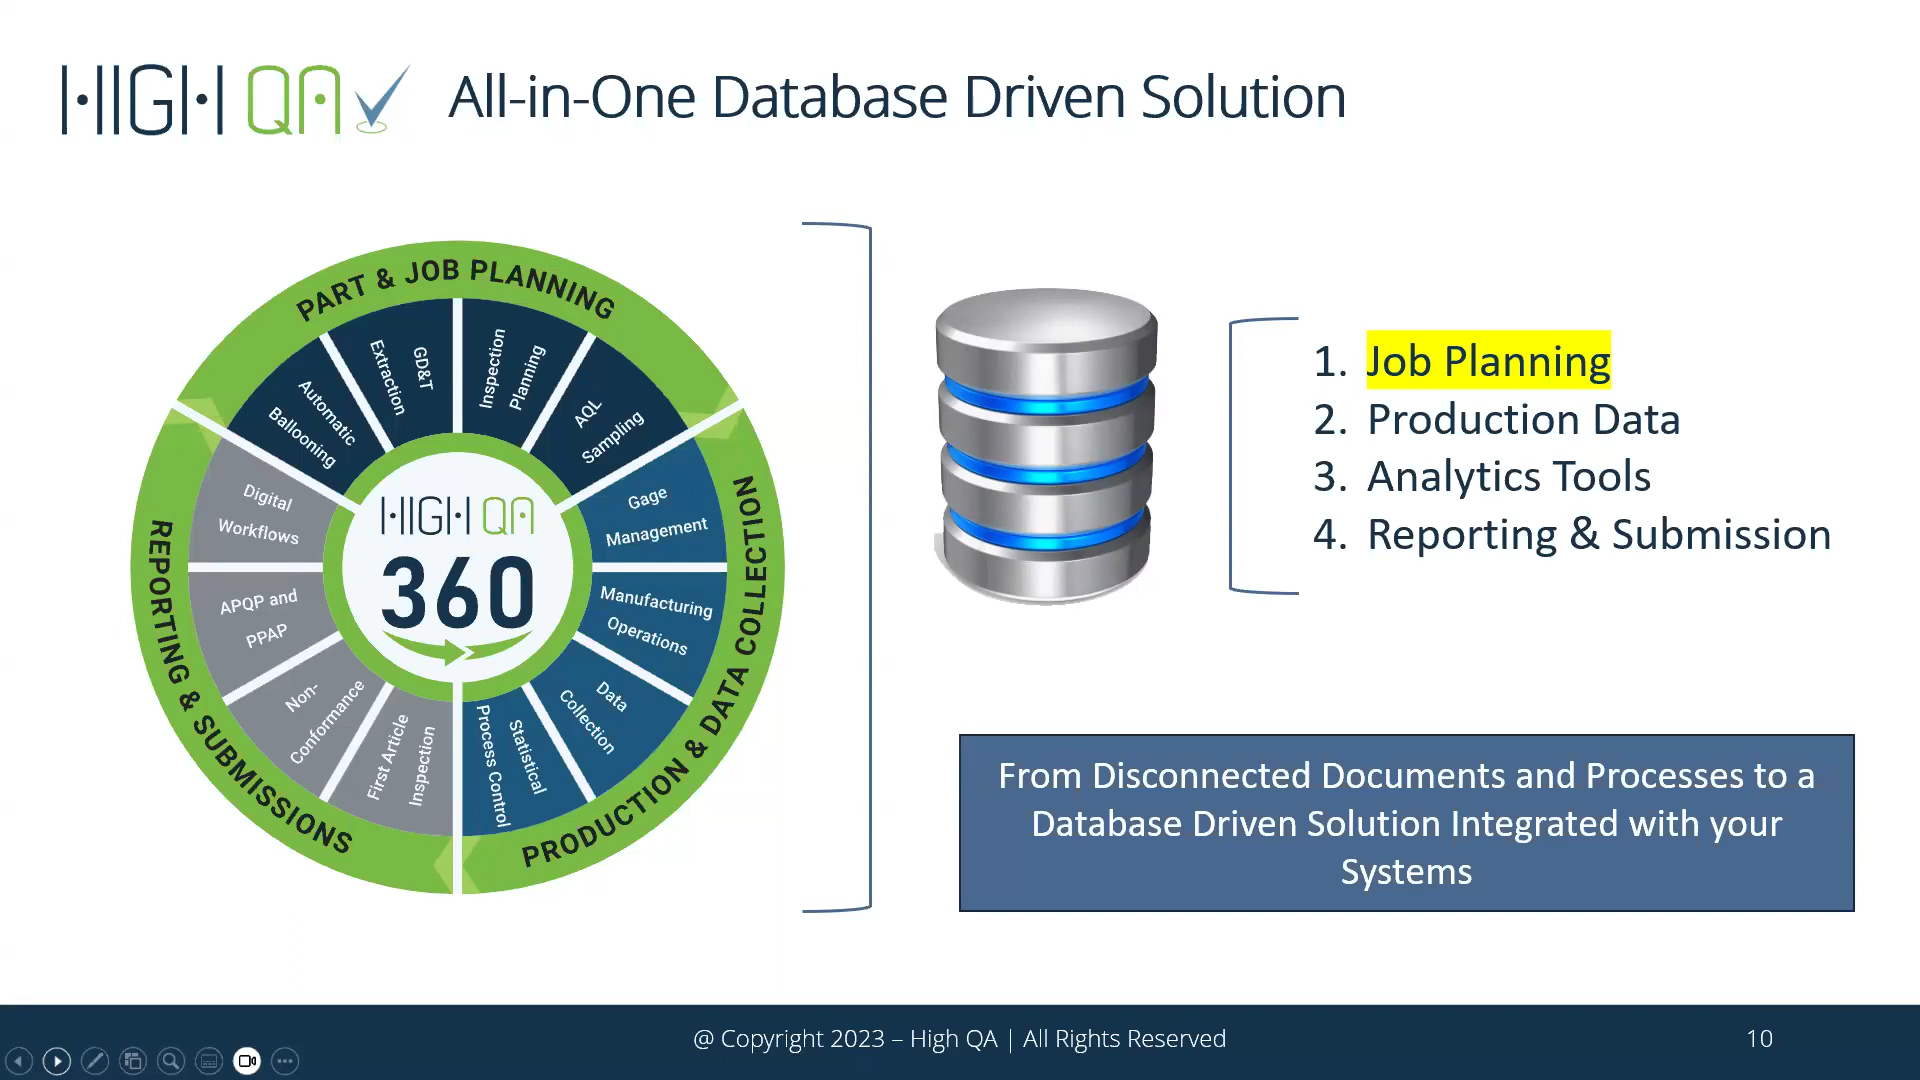 HIGH QA All-in-One Database Driven Solution
PART & JOB PLANNING
Automatic
Ballooning
GD&T
Extraction
Inspection
Planning
AQL
Sampling
PRODUCTION & DATA COLLECTION
Gage
Management
Manufacturing
Operations
Data
Collection
Statistical
Process Control
REPORTING & SUBMISSIONS
First Article
Inspection
Non-
Conformance
APQP and
PPAP
Digital
Workflows
HIGH QA
360
1. Job Planning
2. Production Data
3. Analytics Tools
4. Reporting & Submission
From Disconnected Documents and Processes to a
Database Driven Solution Integrated with your
Systems
@ Copyright 2023 – High QA | All Rights Reserved
10